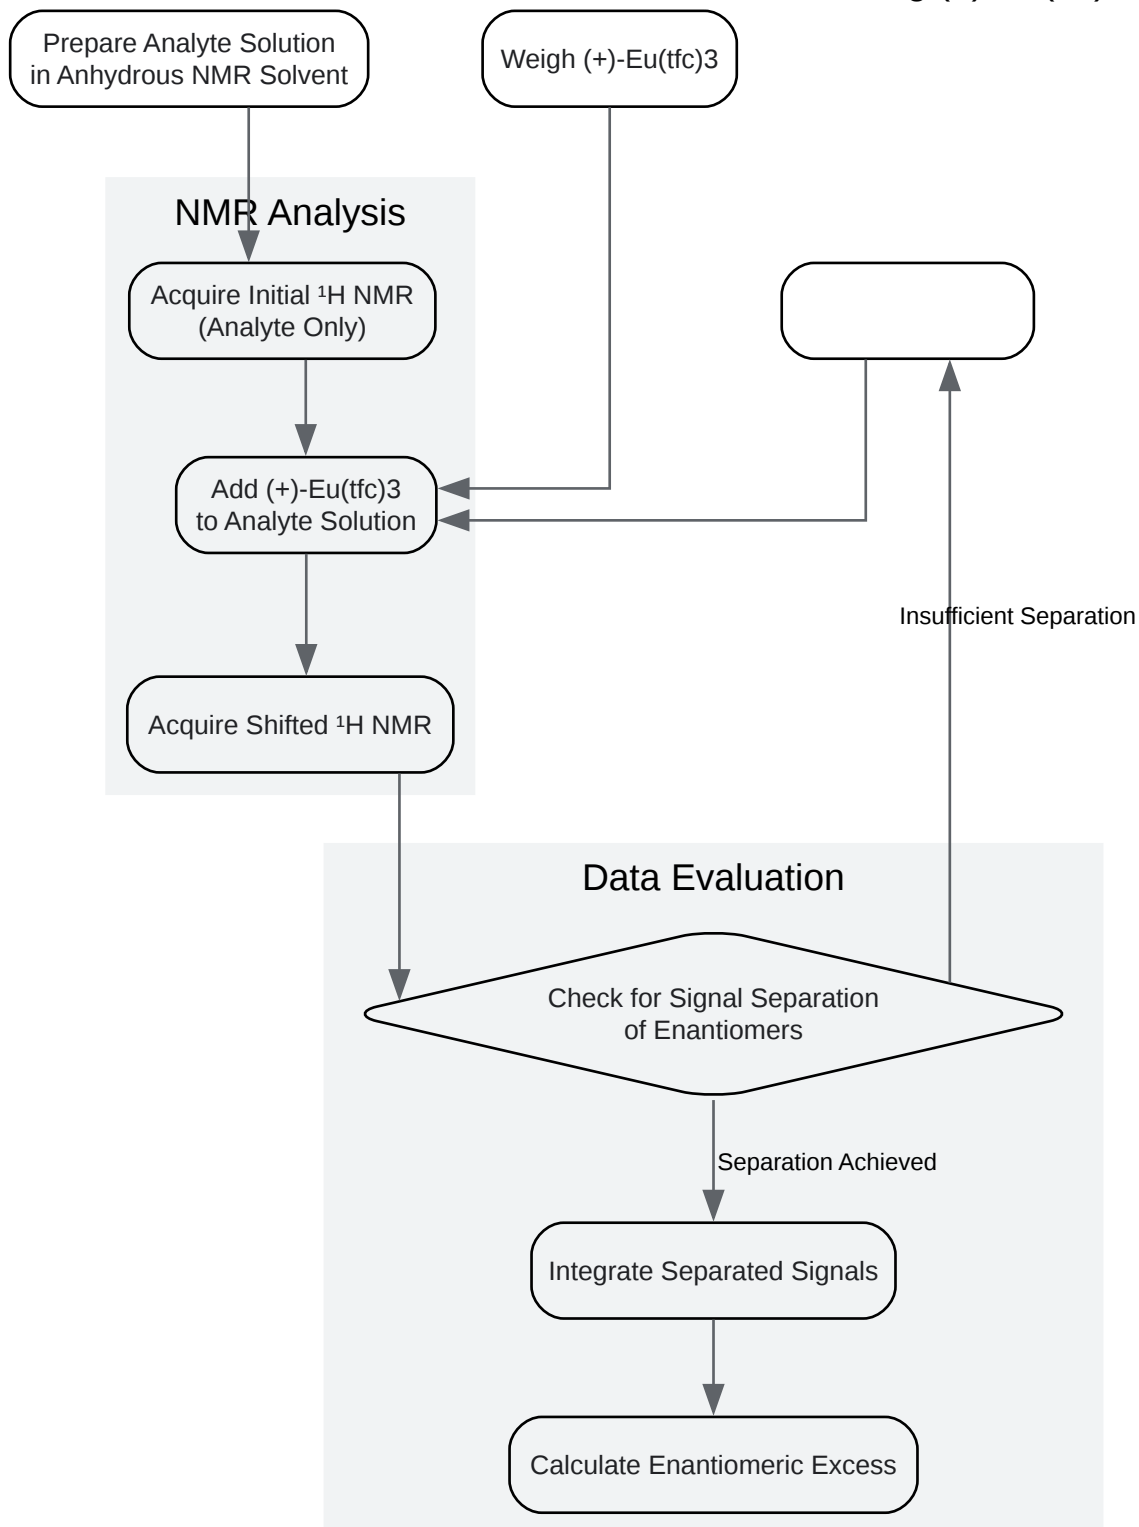 Prepare Analyte Solution
in Anhydrous NMR Solvent
Weigh (+)-Eu(tfc)3
NMR Analysis
Acquire Initial ¹H NMR
(Analyte Only)
Add (+)-Eu(tfc)3
to Analyte Solution
Insufficient Separation
Acquire Shifted ¹H NMR
Data Evaluation
Check for Signal Separation
of Enantiomers
Separation Achieved
Integrate Separated Signals
Calculate Enantiomeric Excess